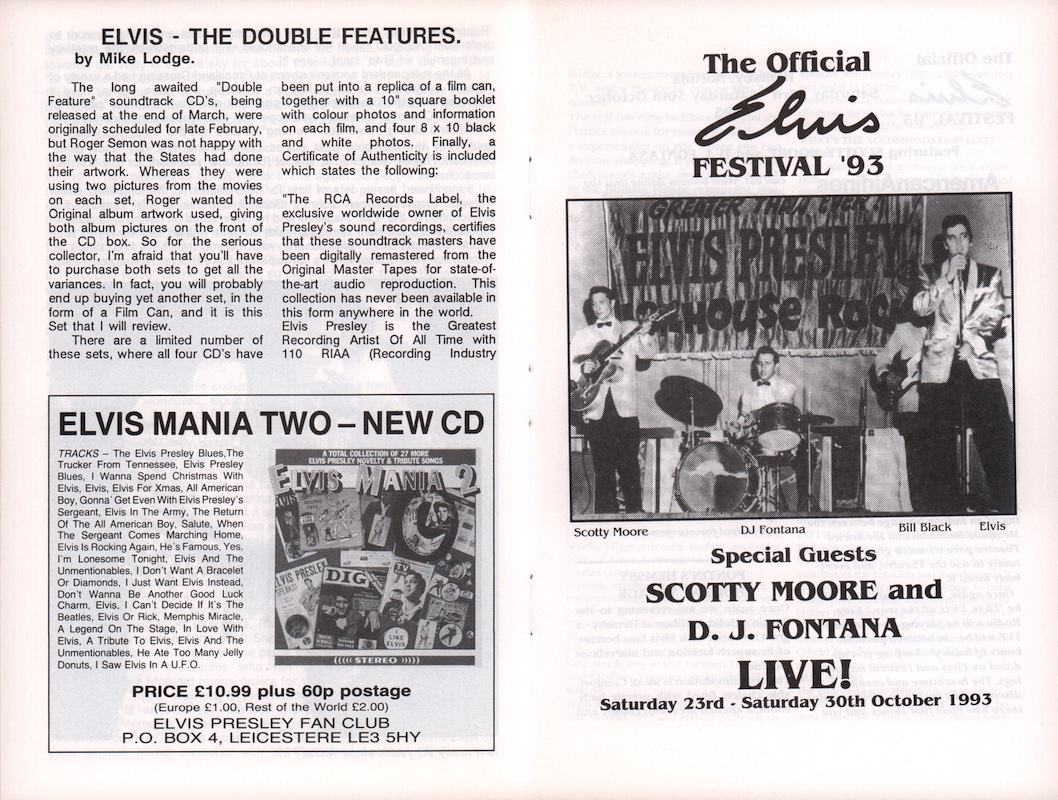 ELVIS - THE DOUBLE FEATURES.
by Mike Lodge.
The long awaited "Double
Feature" soundtrack CD's, being
released at the end of March, were
originally scheduled for late February,
but Roger Semon was not happy with
the way that the States had done
their artwork. Whereas they were
using two pictures from the movies
on each set, Roger wanted the
Original album artwork used, giving
both album pictures on the front of
the CD box. So for the serious
collector, I'm afraid that you'll have
to purchase both sets to get all the
variances. In fact, you will probably
end up buying yet another set, in the
form of a Film Can, and it is this
Set that I will review.
There are a limited number of
these sets, where all four CD's have
been put into a replica of a film can,
together with a 10" square booklet
with colour photos and information
on each film, and four 8 x 10 black
and white photos. Finally, a
Certificate of Authenticity is included
which states the following:
"The RCA Records Label, the
exclusive worldwide owner of Elvis
Presley's sound recordings, certifies
that these soundtrack masters have
been digitally remastered from the
Original Master Tapes for state-of-
the-art audio reproduction. This
collection has never been available in
this form anywhere in the world.
Elvis Presley is the Greatest
Recording Artist Of All Time with
110 RIAA (Recording Industry
ELVIS MANIA TWO – NEW CD
TRACKS – The Elvis Presley Blues,The
Trucker From Tennessee, Elvis Presley
Blues, I Wanna Spend Christmas With
Elvis, Elvis, Elvis For Xmas, All American
Boy, Gonna' Get Even With Elvis Presley's
Sergeant, Elvis In The Army, The Return
Of The All American Boy, Salute, When
The Sergeant Comes Marching Home,
Elvis Is Rocking Again, He's Famous, Yes,
I'm Lonesome Tonight, Elvis And The
Unmentionables, I Don't Want A Bracelet
Or Diamonds, I Just Want Elvis Instead,
Don't Wanna Be Another Good Luck
Charm, Elvis, I Can't Decide If It's The
Beatles, Elvis Or Rick, Memphis Miracle,
A Legend On The Stage, In Love With
Elvis, A Tribute To Elvis, Elvis And The
Unmentionables, He Ate Too Many Jelly
Donuts, I Saw Elvis In A U.F.O.
A TOTAL COLLECTION OF 27 MORE
ELVIS PRESLEY NOVELTY & TRIBUTE SONGS
ELVIS MANIA 2
ELVIS PRESLEY
DIG
TV
I LIKE ELVIS
((((( STEREO )))))
PRICE £10.99 plus 60p postage
(Europe £1.00, Rest of the World £2.00)
ELVIS PRESLEY FAN CLUB
P.O. BOX 4, LEICESTERE LE3 5HY
The Official
Elvis
FESTIVAL '93
GREATER THAN EVER!
ELVIS PRESLEY
JAILHOUSE ROCK
Scotty Moore
DJ Fontana
Bill Black
Elvis
Special Guests
SCOTTY MOORE and
D. J. FONTANA
LIVE!
Saturday 23rd - Saturday 30th October 1993